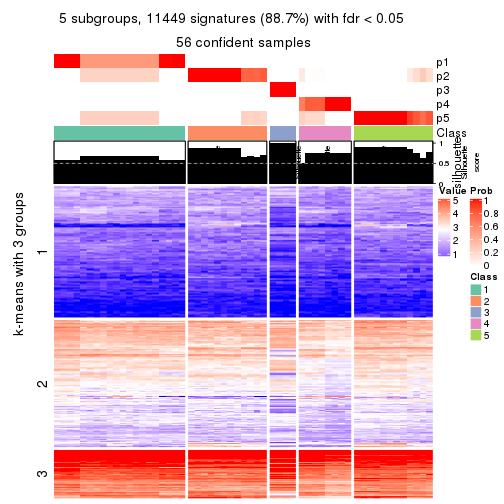 5 subgroups, 11449 signatures (88.7%) with fdr < 0.05
56 confident samples
p1
p2
p3
p4
p5
Class
1
0.5
0
silhouette
Silhouette
score
k-means with 3 groups
1
2
3
Value Prob
5
4
3
2
1
1
0.8
0.6
0.4
0.2
0
Class
1
2
3
4
5